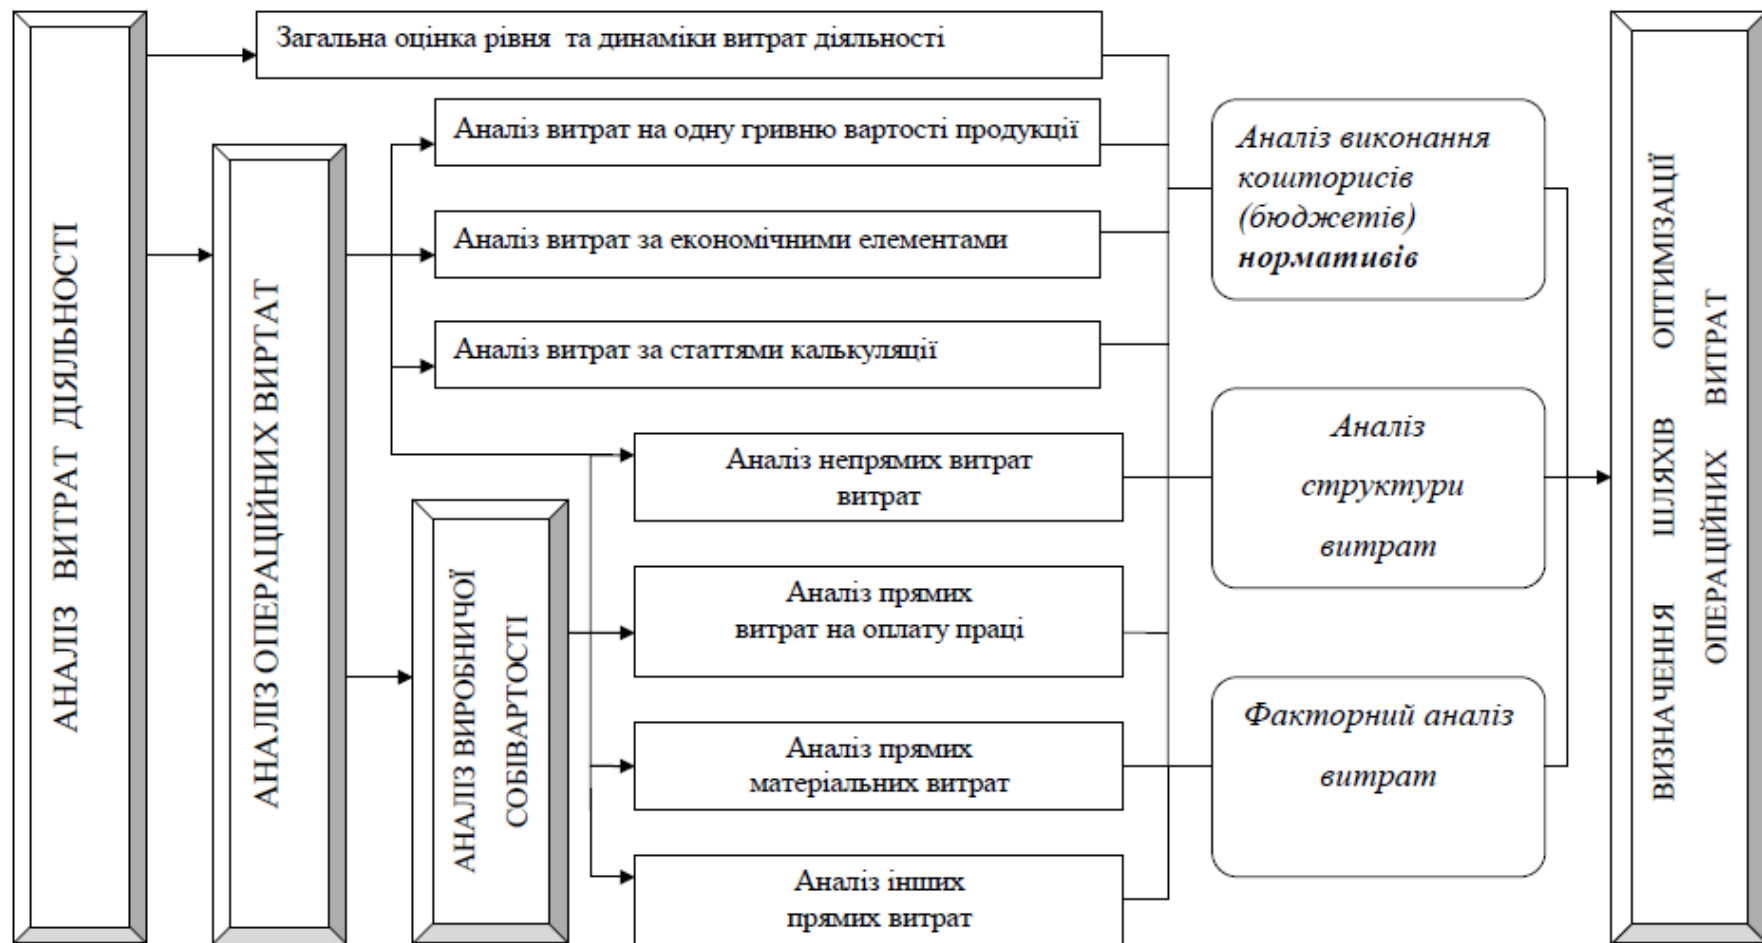 АНАЛІЗ ВИТРАТ ДІЯЛЬНОСТІ
Загальна оцінка рівня та динаміки витрат діяльності
АНАЛІЗ ОПЕРАЦІЙНИХ ВИРТАТ
Аналіз витрат на одну гривню вартості продукції
Аналіз витрат за економічними елементами
Аналіз витрат за статтями калькуляції
АНАЛІЗ ВИРОБНИЧОЇ
СОБІВАРТОСТІ
Аналіз непрямих витрат
витрат
Аналіз прямих
витрат на оплату праці
Аналіз прямих
матеріальних витрат
Аналіз інших
прямих витрат
Аналіз виконання
кошторисів
(бюджетів)
нормативів
Аналіз
структури
витрат
Факторний аналіз
витрат
ВИЗНАЧЕННЯ ШЛЯХІВ ОПТИМІЗАЦІЇ
ОПЕРАЦІЙНИХ ВИТРАТ